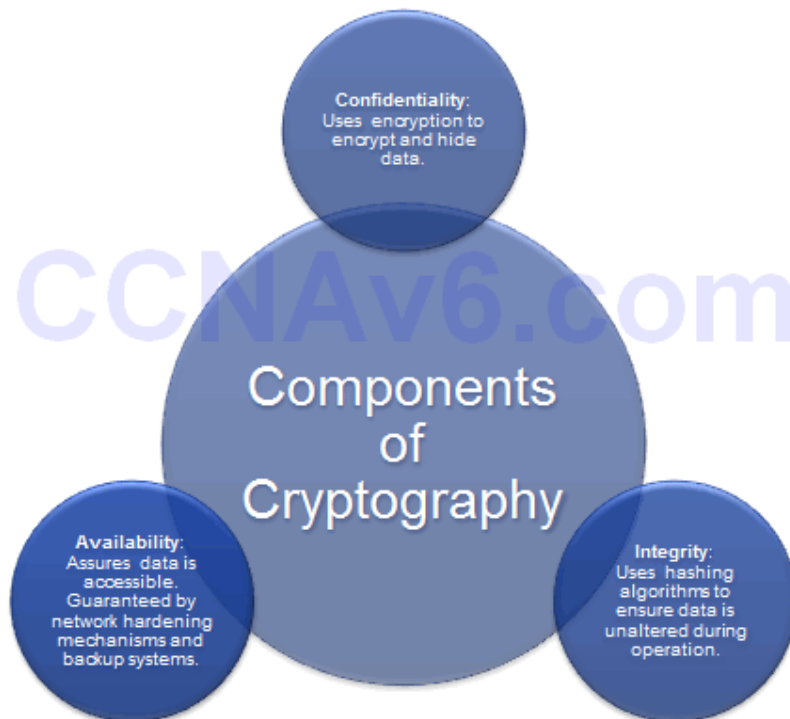 Confidentiality:
Uses encryption to
encrypt and hide
data.
CCNAv6.com
Components
of
Cryptography
Availability:
Assures data is
accessible.
Guaranteed by
network hardening
mechanisms and
backup systems.
Integrity:
Uses hashing
algorithms to
ensure data is
unaltered during
operation.